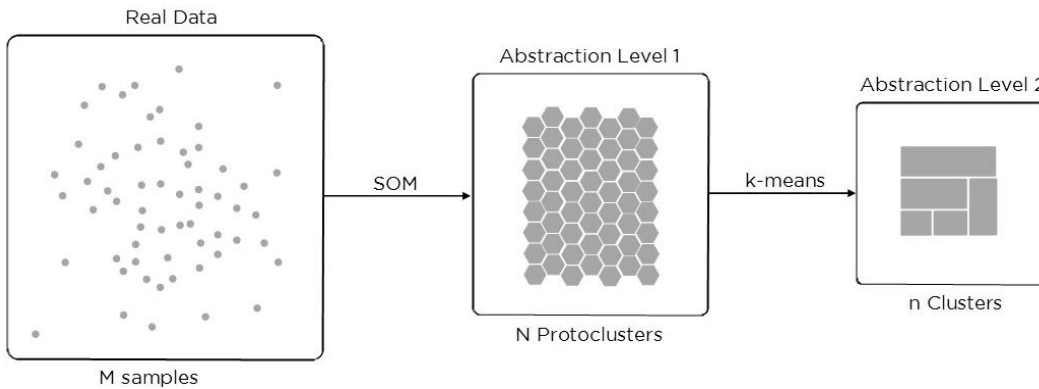 Real Data
Abstraction Level 1
Abstraction Level 2
SOM
k-means
n Clusters
N Protoclusters
M samples